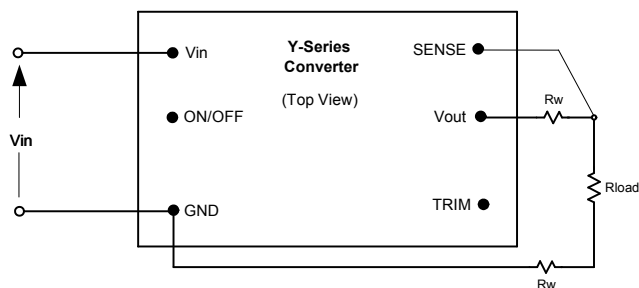 Y-Series
Converter
(Top View)
Vin
SENSE
ON/OFF
Vout
Rw
Vin
Rload
GND
TRIM
Rw